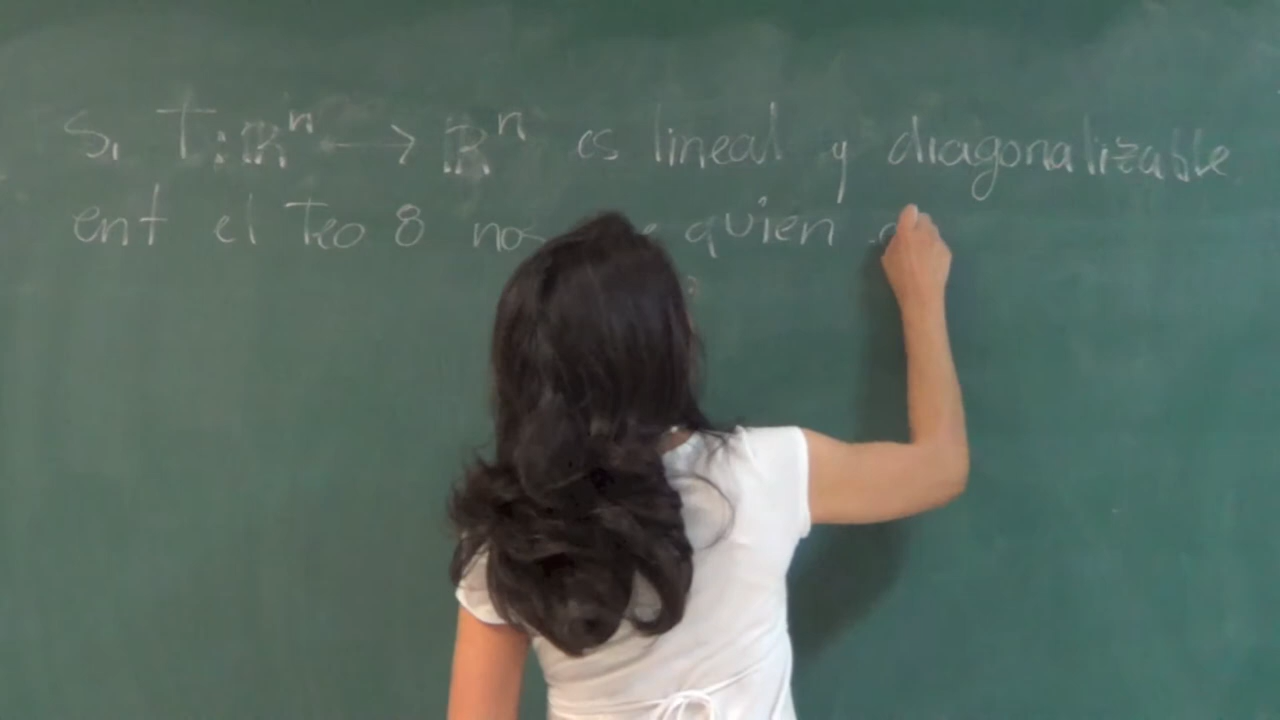 Si T: ℝⁿ → ℝⁿ es lineal y diagonalizable
ent el Teo 8 nos quien